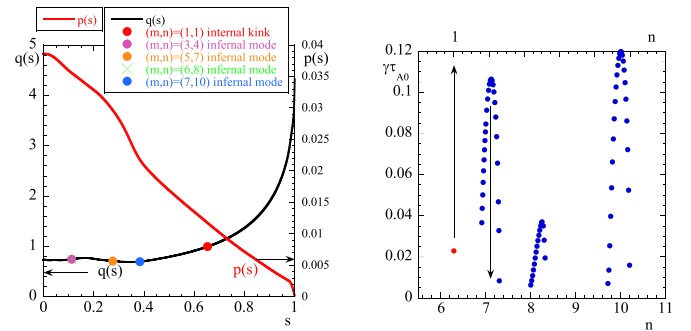 p(s)
q(s)
(m,n)=(1,1) internal kink
(m,n)=(3,4) infernal mode
(m,n)=(5,7) infernal mode
(m,n)=(6,8) infernal mode
(m,n)=(7,10) infernal mode
q(s)
p(s)
5
4
3
2
1
0
0.04
0.035
0.03
0.025
0.02
0.015
0.01
0.005
0
q(s)
p(s)
0 0.2 0.4 0.6 0.8 1
s
1 n
γτA0
0.12
0.1
0.08
0.06
0.04
0.02
0
6 7 8 9 10 11
n